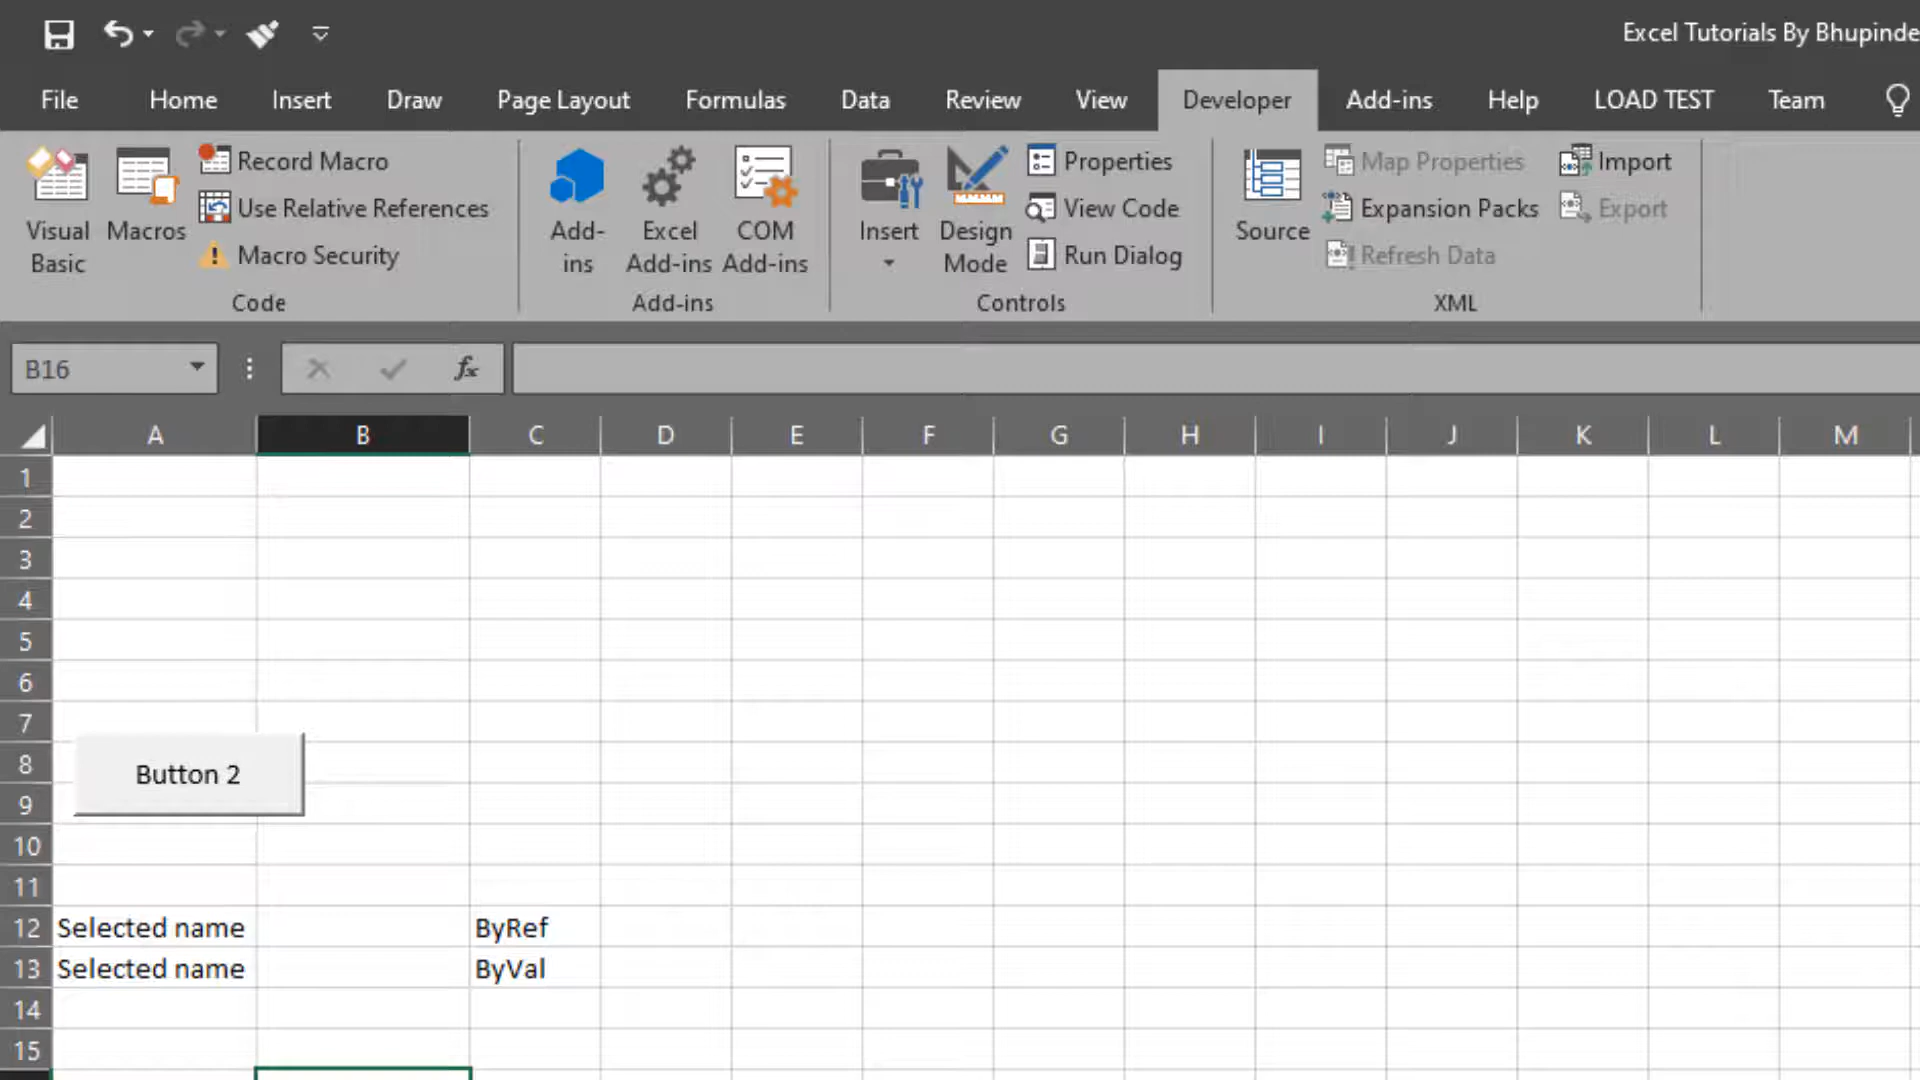 Excel Tutorials By Bhupinde
File Home Insert Draw Page Layout Formulas Data Review View Developer Add-ins Help LOAD TEST Team
Visual Basic
Macros
Record Macro
Use Relative References
Macro Security
Code
Add-ins
Excel Add-ins
COM Add-ins
Add-ins
Insert
Design Mode
Properties
View Code
Run Dialog
Controls
Source
Map Properties
Expansion Packs
Refresh Data
Import
Export
XML
B16
fx
A B C D E F G H I J K L M
1
2
3
4
5
6
7
8
Button 2
9
10
11
12 Selected name ByRef
13 Selected name ByVal
14
15